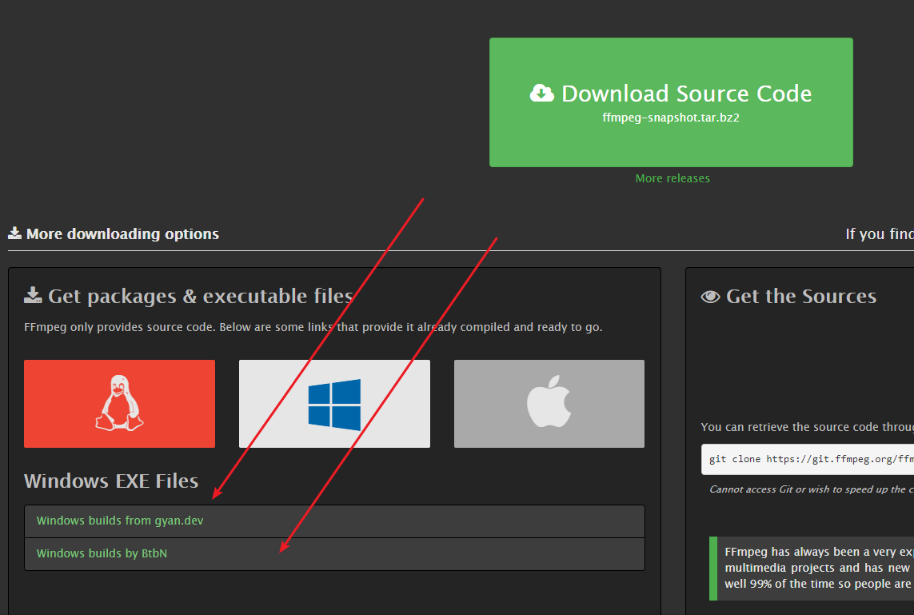 Download Source Code
ffmpeg-snapshot.tar.bz2
More releases
More downloading options
If you find
Get packages & executable files
FFmpeg only provides source code. Below are some links that provide it already compiled and ready to go.
Windows EXE Files
Windows builds from gyan.dev
Windows builds by BtbN
Get the Sources
You can retrieve the source code throu
git clone https://git.ffmpeg.org/ffm
Cannot access Git or wish to speed up the c
FFmpeg has always been a very exp
multimedia projects and has new
well 99% of the time so people are